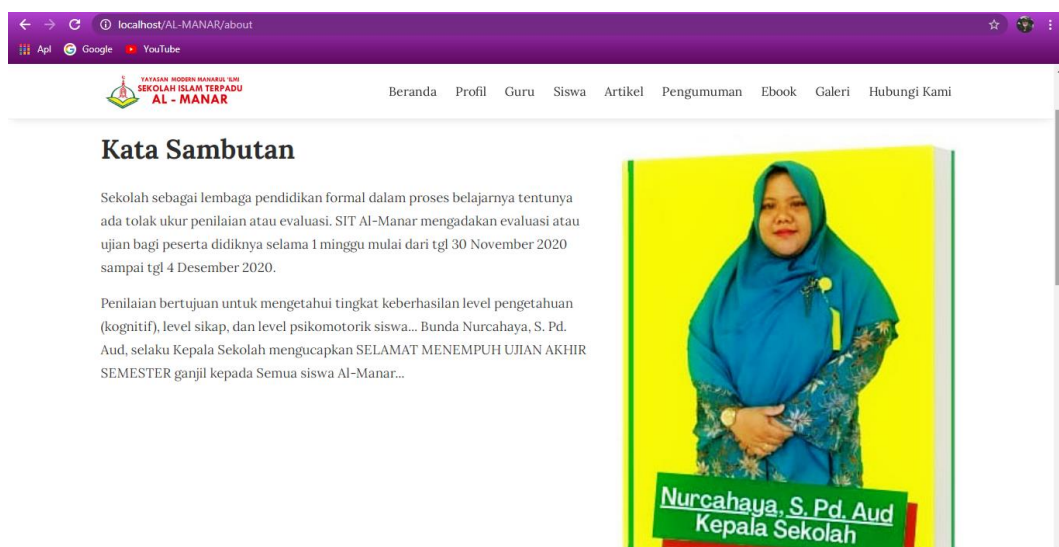 localhost/AL-MANAR/about
Apl
Google
YouTube
YAYASAN MODERN MANARUL 'ILMI
SEKOLAH ISLAM TERPADU
AL - MANAR
Beranda Profil Guru Siswa Artikel Pengumuman Ebook Galeri Hubungi Kami
Kata Sambutan
Sekolah sebagai lembaga pendidikan formal dalam proses belajarnya tentunya
ada tolak ukur penilaian atau evaluasi. SIT Al-Manar mengadakan evaluasi atau
ujian bagi peserta didiknya selama 1 minggu mulai dari tgl 30 November 2020
sampai tgl 4 Desember 2020.
Penilaian bertujuan untuk mengetahui tingkat keberhasilan level pengetahuan
(kognitif), level sikap, dan level psikomotorik siswa... Bunda Nurcahaya, S. Pd.
Aud, selaku Kepala Sekolah mengucapkan SELAMAT MENEMPUH UJIAN AKHIR
SEMESTER ganjil kepada Semua siswa Al-Manar...
Nurcahaya, S. Pd. Aud
Kepala Sekolah